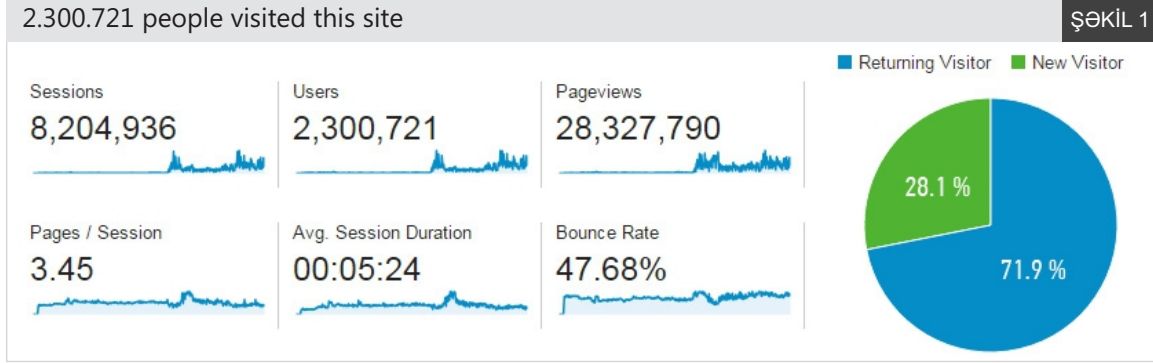 2.300.721 people visited this site
ŞƏKİL 1
Returning Visitor
New Visitor
Sessions
8,204,936
Users
2,300,721
Pageviews
28,327,790
Pages / Session
3.45
Avg. Session Duration
00:05:24
Bounce Rate
47.68%
28.1 %
71.9 %